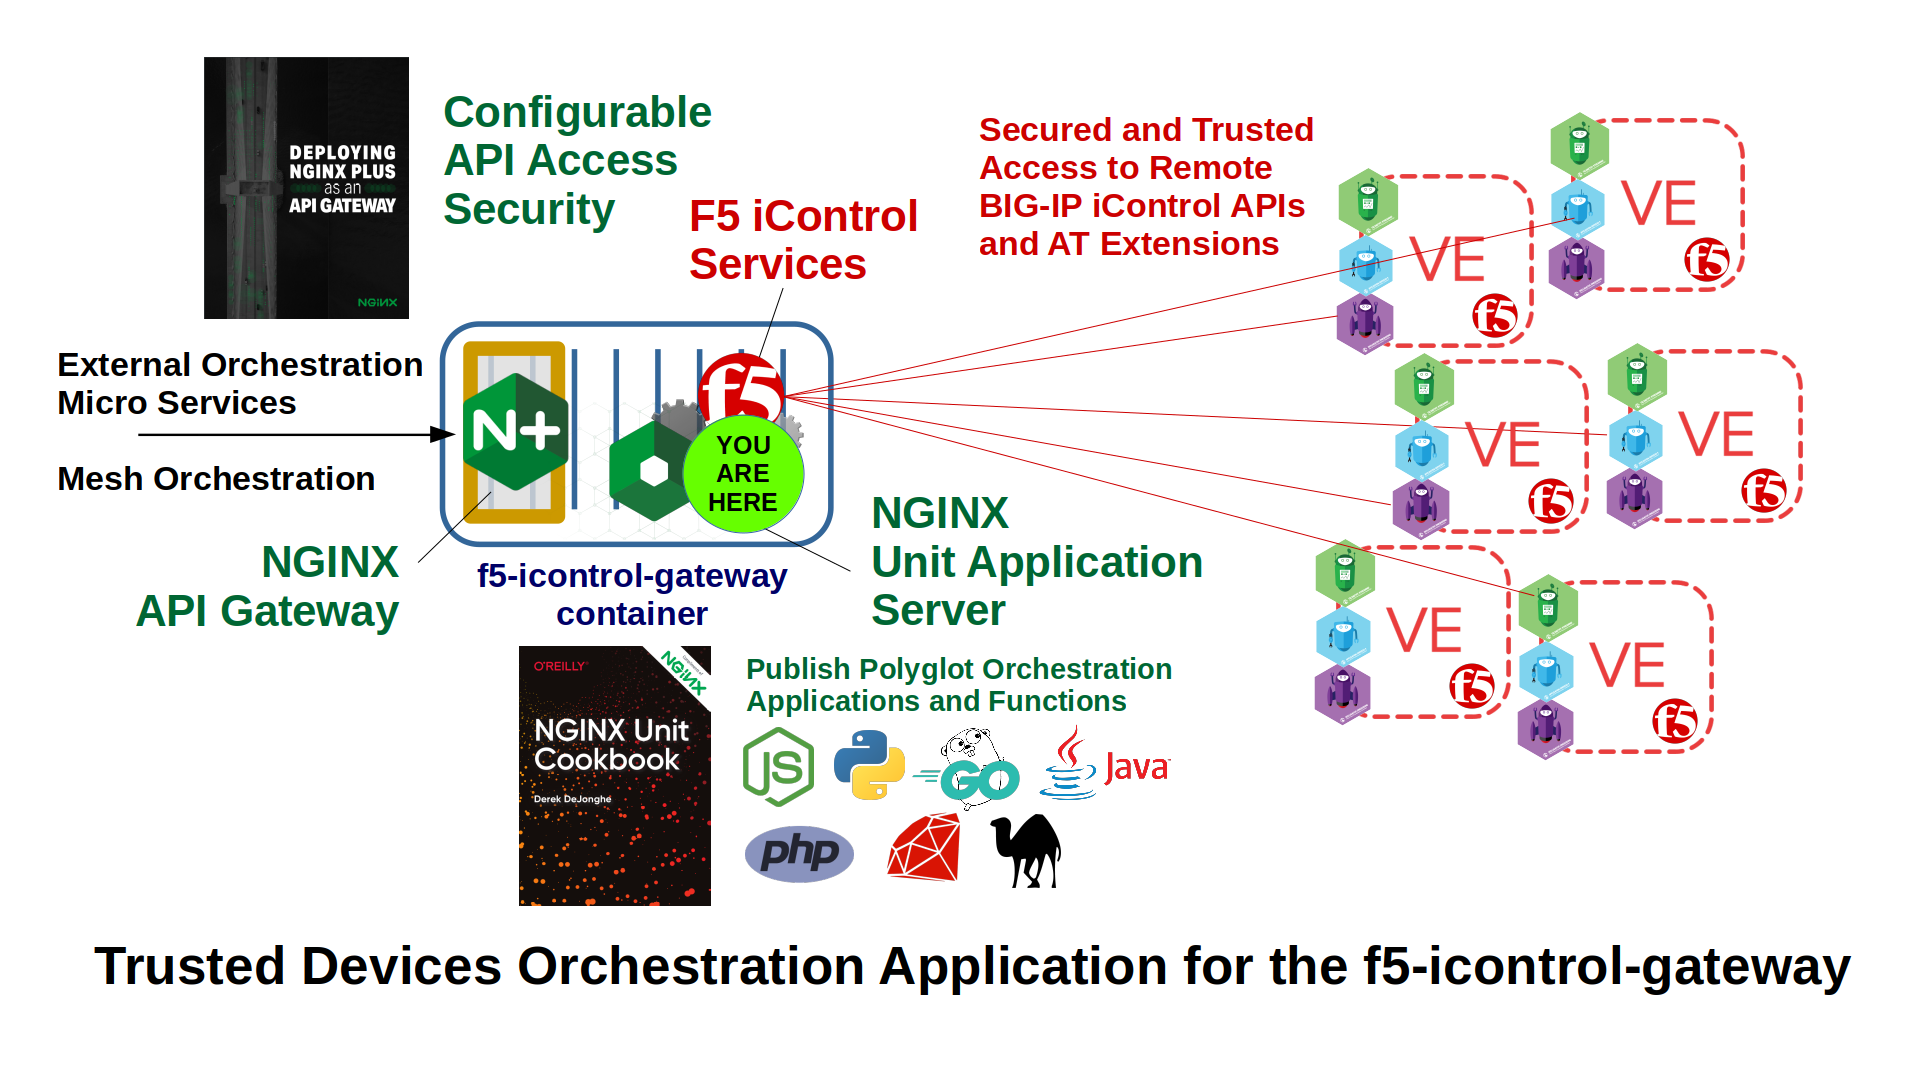 DEPLOYING
NGINX PLUS
as an
API GATEWAY
NGINX
Configurable
API Access
Security
F5 iControl
Services
Secured and Trusted
Access to Remote
BIG-IP iControl APIs
and AT Extensions
External Orchestration
Micro Services
Mesh Orchestration
N+
f5
YOU
ARE
HERE
NGINX
API Gateway
f5-icontrol-gateway
container
NGINX
Unit Application
Server
O'REILLY
NGINX
NGINX Unit
Cookbook
Derek DeJonghe
Publish Polyglot Orchestration
Applications and Functions
JS
GO
Java
php
VE
f5
VE
f5
VE
f5
VE
f5
VE
f5
VE
f5
Trusted Devices Orchestration Application for the f5-icontrol-gateway